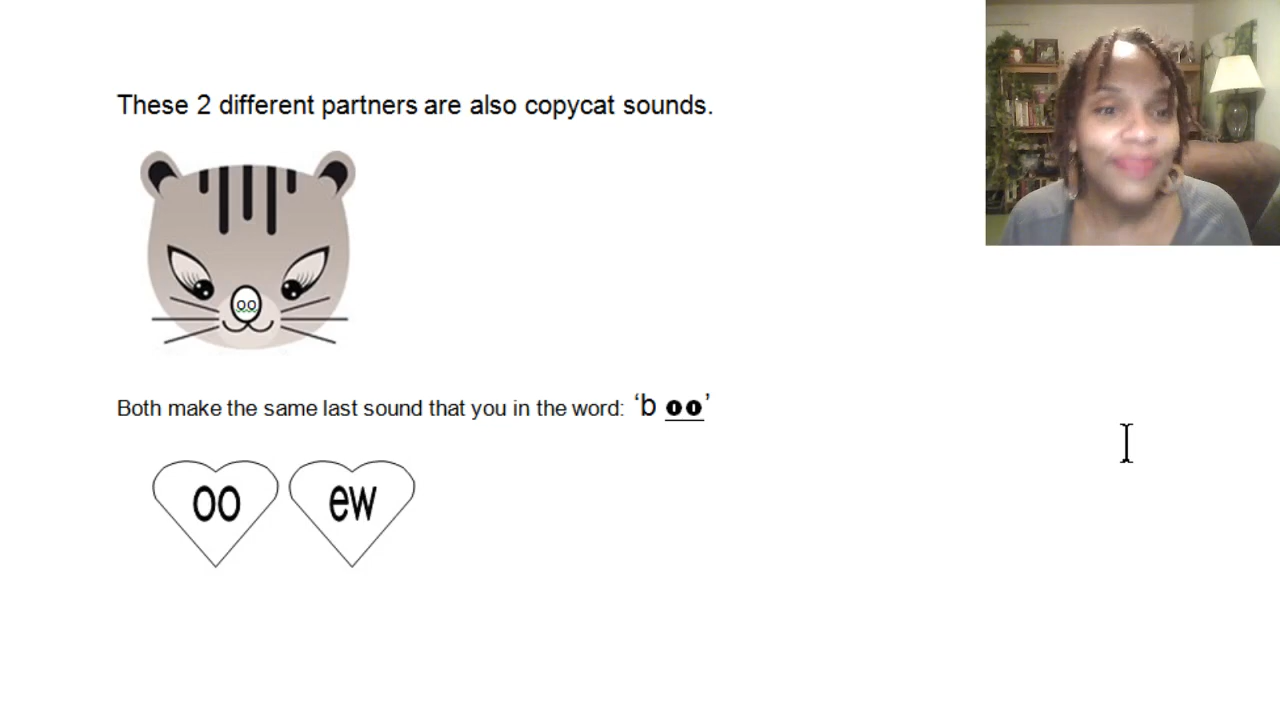 These 2 different partners are also copycat sounds.
oo
Both make the same last sound that you in the word: ‘b oo’
oo ew